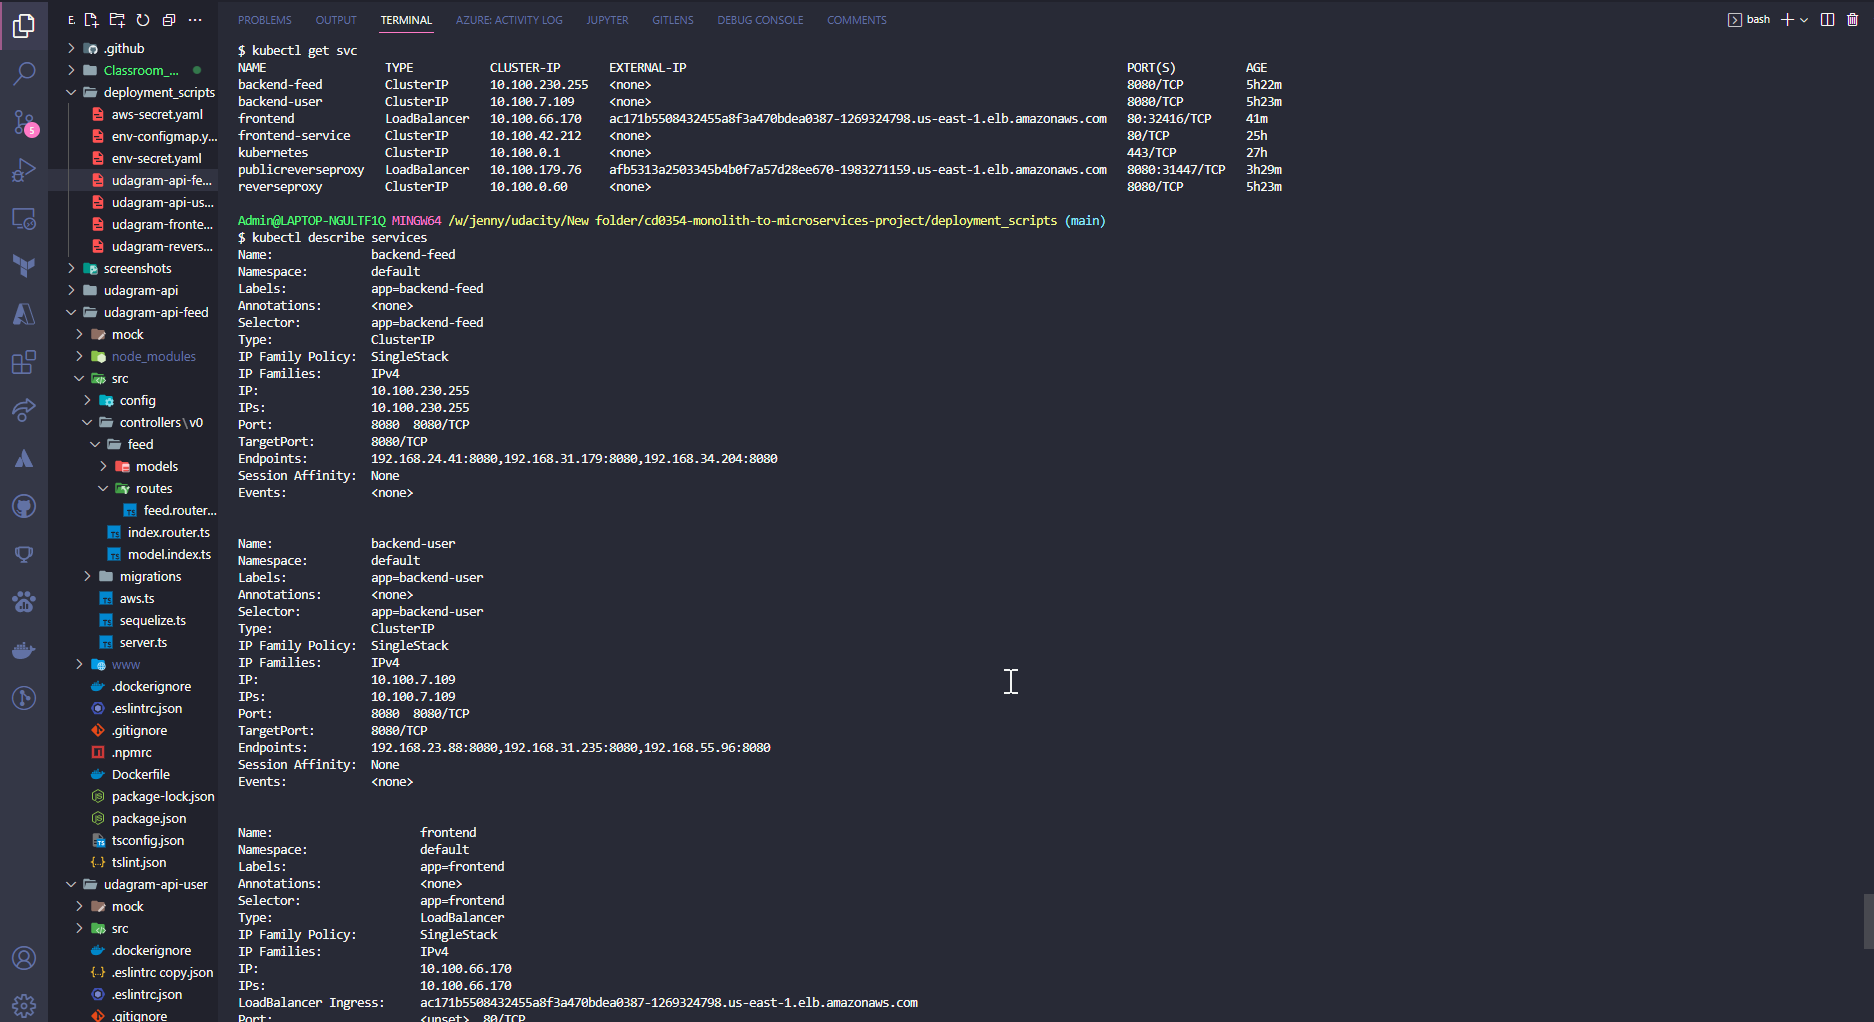 E.
.github
Classroom_...
deployment_scripts
aws-secret.yaml
env-configmap.y...
env-secret.yaml
udagram-api-fe...
udagram-api-us...
udagram-fronte...
udagram-revers...
screenshots
udagram-api
udagram-api-feed
mock
node_modules
src
config
controllers\v0
feed
models
routes
feed.router...
index.router.ts
model.index.ts
migrations
aws.ts
sequelize.ts
server.ts
www
.dockerignore
.eslintrc.json
.gitignore
.npmrc
Dockerfile
package-lock.json
package.json
tsconfig.json
tslint.json
udagram-api-user
mock
src
.dockerignore
.eslintrc copy.json
.eslintrc.json
.gitignore
5
PROBLEMS OUTPUT TERMINAL AZURE: ACTIVITY LOG JUPYTER GITLENS DEBUG CONSOLE COMMENTS
bash
$ kubectl get svc
NAME TYPE CLUSTER-IP EXTERNAL-IP PORT(S) AGE
backend-feed ClusterIP 10.100.230.255 <none> 8080/TCP 5h22m
backend-user ClusterIP 10.100.7.109 <none> 8080/TCP 5h23m
frontend LoadBalancer 10.100.66.170 ac171b5508432455a8f3a470bdea0387-1269324798.us-east-1.elb.amazonaws.com 80:32416/TCP 41m
frontend-service ClusterIP 10.100.42.212 <none> 80/TCP 25h
kubernetes ClusterIP 10.100.0.1 <none> 443/TCP 27h
publicreverseproxy LoadBalancer 10.100.179.76 afb5313a2503345b4b0f7a57d28ee670-1983271159.us-east-1.elb.amazonaws.com 8080:31447/TCP 3h29m
reverseproxy ClusterIP 10.100.0.60 <none> 8080/TCP 5h23m
Admin@LAPTOP-NGULTF1Q MINGW64 /w/jenny/udacity/New folder/cd0354-monolith-to-microservices-project/deployment_scripts (main)
$ kubectl describe services
Name: backend-feed
Namespace: default
Labels: app=backend-feed
Annotations: <none>
Selector: app=backend-feed
Type: ClusterIP
IP Family Policy: SingleStack
IP Families: IPv4
IP: 10.100.230.255
IPs: 10.100.230.255
Port: 8080 8080/TCP
TargetPort: 8080/TCP
Endpoints: 192.168.24.41:8080,192.168.31.179:8080,192.168.34.204:8080
Session Affinity: None
Events: <none>
Name: backend-user
Namespace: default
Labels: app=backend-user
Annotations: <none>
Selector: app=backend-user
Type: ClusterIP
IP Family Policy: SingleStack
IP Families: IPv4
IP: 10.100.7.109
IPs: 10.100.7.109
Port: 8080 8080/TCP
TargetPort: 8080/TCP
Endpoints: 192.168.23.88:8080,192.168.31.235:8080,192.168.55.96:8080
Session Affinity: None
Events: <none>
Name: frontend
Namespace: default
Labels: app=frontend
Annotations: <none>
Selector: app=frontend
Type: LoadBalancer
IP Family Policy: SingleStack
IP Families: IPv4
IP: 10.100.66.170
IPs: 10.100.66.170
LoadBalancer Ingress: ac171b5508432455a8f3a470bdea0387-1269324798.us-east-1.elb.amazonaws.com
Port: <unset> 80/TCP